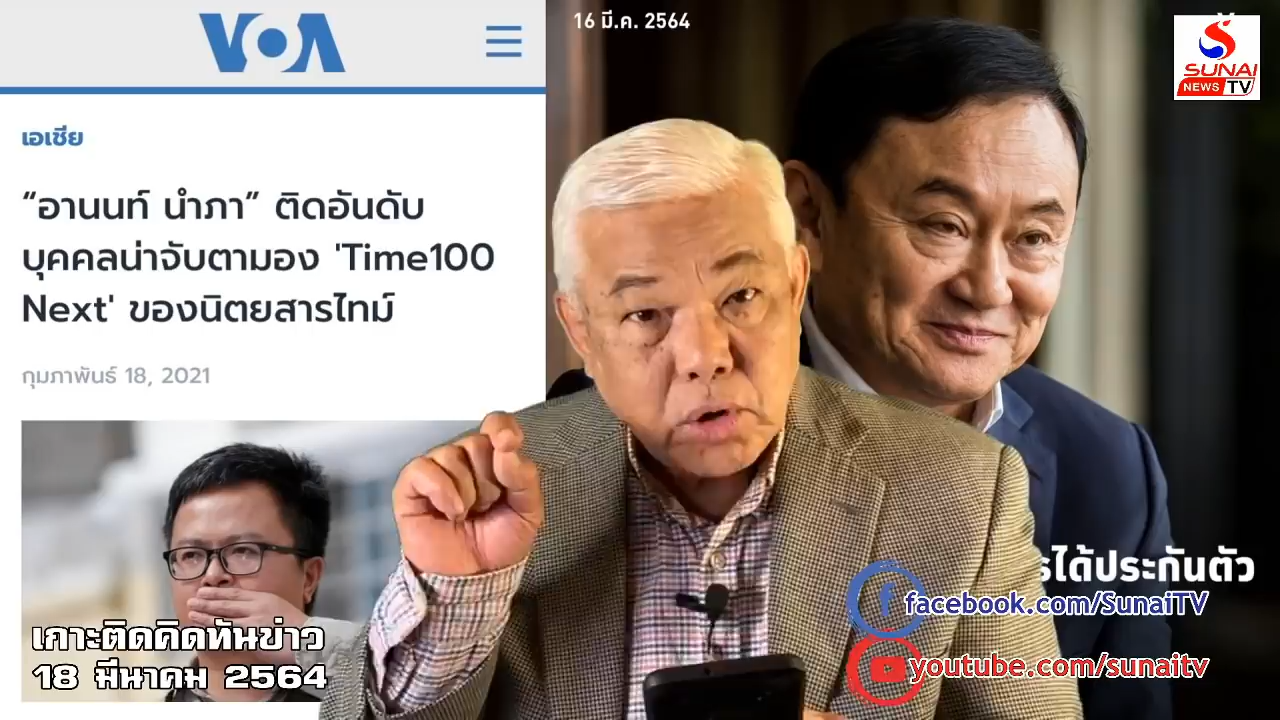 VOA
เอเชีย
“อานนท์ นำภา” ติดอันดับ
บุคคลน่าจับตามอง 'Time100
Next' ของนิตยสารไทม์
กุมภาพันธ์ 18, 2021
16 มี.ค. 2564
SUNAI
NEWS TV
ได้ประกันตัว
facebook.com/SunaiTV
youtube.com/sunaitv
เกาะติดคิดทันข่าว
18 มีนาคม 2564